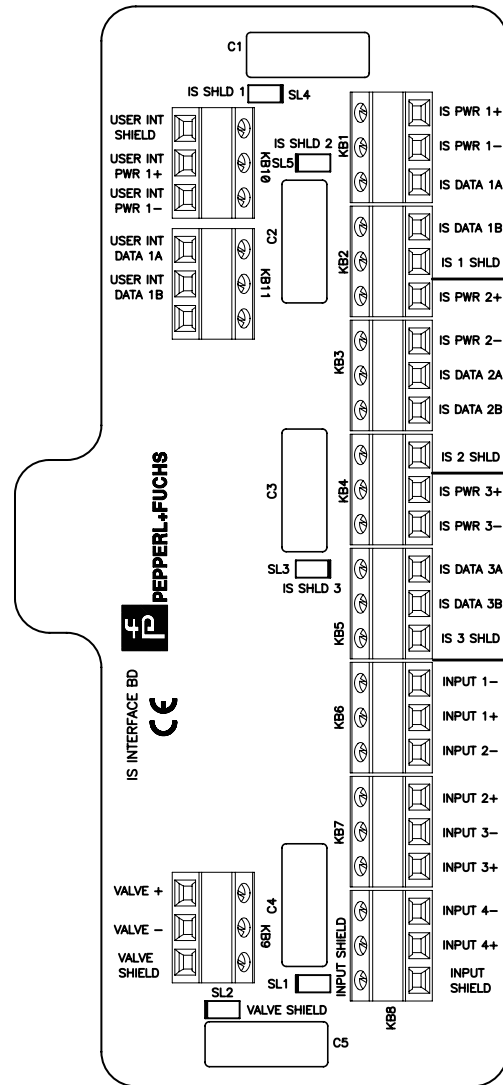 C1
IS SHLD 1
SL4
USER INT
SHIELD
USER INT
PWR 1+
USER INT
PWR 1-
KB10
IS SHLD 2
SL5
KB1
IS PWR 1+
IS PWR 1-
IS DATA 1A
USER INT
DATA 1A
USER INT
DATA 1B
KB11
C2
KB2
IS DATA 1B
IS 1 SHLD
IS PWR 2+
KB3
IS PWR 2-
IS DATA 2A
IS DATA 2B
C3
KB4
IS 2 SHLD
IS PWR 3+
IS PWR 3-
SL3
IS SHLD 3
KB5
IS DATA 3A
IS DATA 3B
IS 3 SHLD
PEPPERL+FUCHS
IS INTERFACE BD
CE
KB6
INPUT 1-
INPUT 1+
INPUT 2-
KB7
INPUT 2+
INPUT 3-
INPUT 3+
VALVE +
VALVE -
VALVE
SHIELD
KB9
C4
SL1
INPUT SHIELD
INPUT 4-
INPUT 4+
INPUT
SHIELD
KB8
SL2
VALVE SHIELD
C5